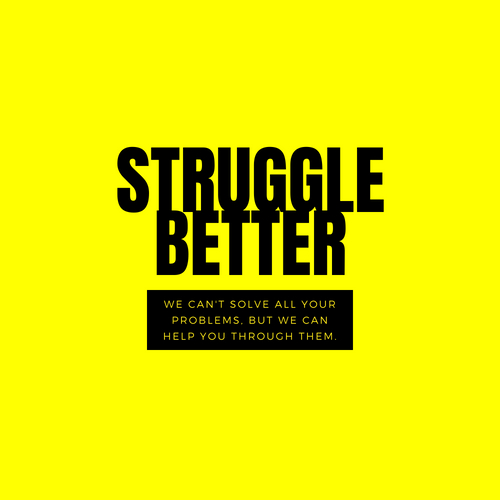 STRUGGLE
BETTER
WE CAN'T SOLVE ALL YOUR
PROBLEMS, BUT WE CAN
HELP YOU THROUGH THEM.